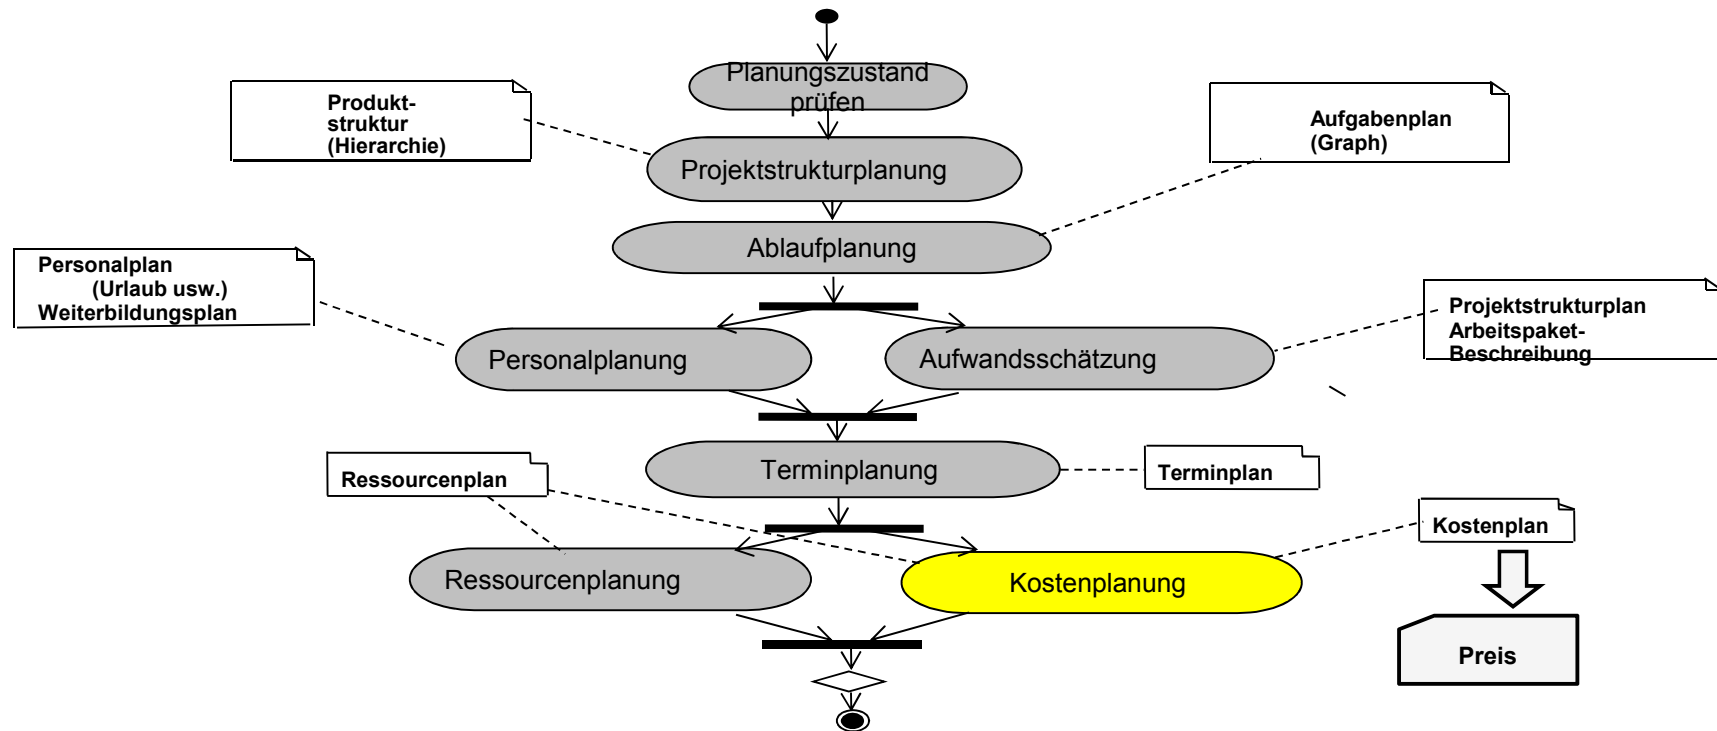 Planungszustand
prüfen
Produkt-
struktur
(Hierarchie)
Aufgabenplan
(Graph)
Projektstrukturplanung
Ablaufplanung
Personalplan
(Urlaub usw.)
Weiterbildungsplan
Projektstrukturplan
Arbeitspaket-
Beschreibung
Personalplanung
Aufwandsschätzung
Ressourcenplan
Terminplanung
Terminplan
Kostenplan
Ressourcenplanung
Kostenplanung
Preis